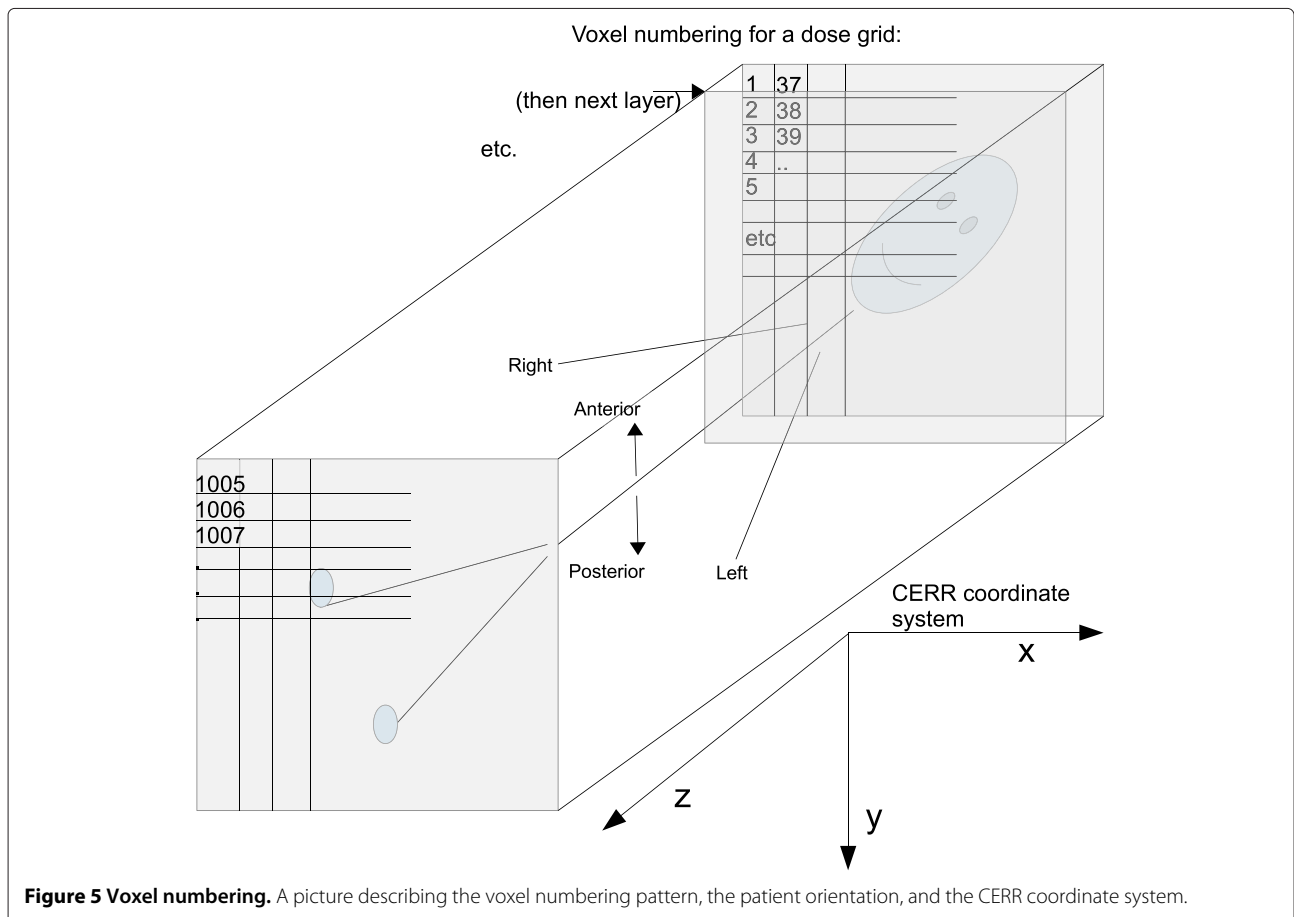 Voxel numbering for a dose grid:
1 37
(then next layer)
2 38
3 39
etc.
4 ..
5
etc
Right
Anterior
1005
1006
1007
Posterior
Left
CERR coordinate
system
x
z
y
Figure 5 Voxel numbering. A picture describing the voxel numbering pattern, the patient orientation, and the CERR coordinate system.